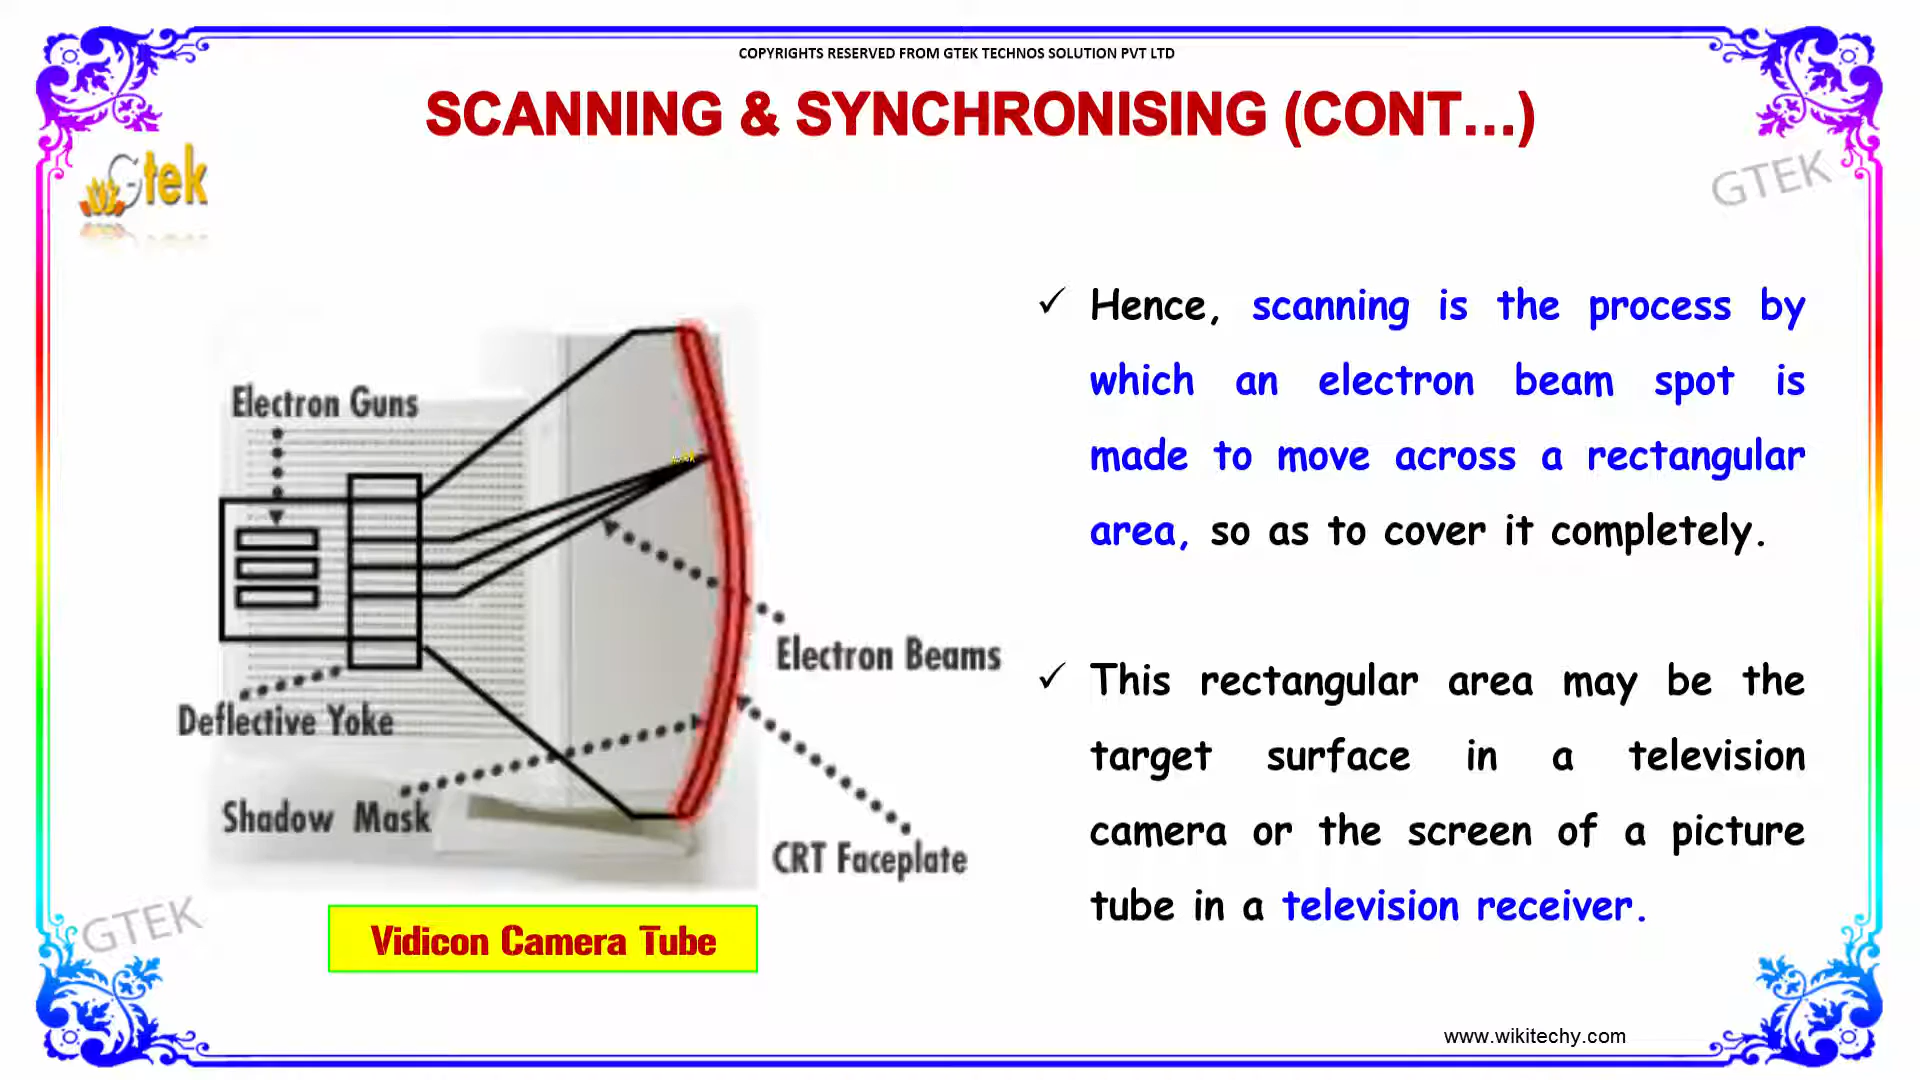 COPYRIGHTS RESERVED FROM GTEK TECHNOS SOLUTION PVT LTD
SCANNING & SYNCHRONISING (CONT...)
Gtek
GTEK
Electron Guns
Deflective Yoke
Shadow Mask
Electron Beams
CRT Faceplate
Vidicon Camera Tube
✓ Hence, scanning is the process by
which an electron beam spot is
made to move across a rectangular
area, so as to cover it completely.
✓ This rectangular area may be the
target surface in a television
camera or the screen of a picture
tube in a television receiver.
GTEK
www.wikitechy.com